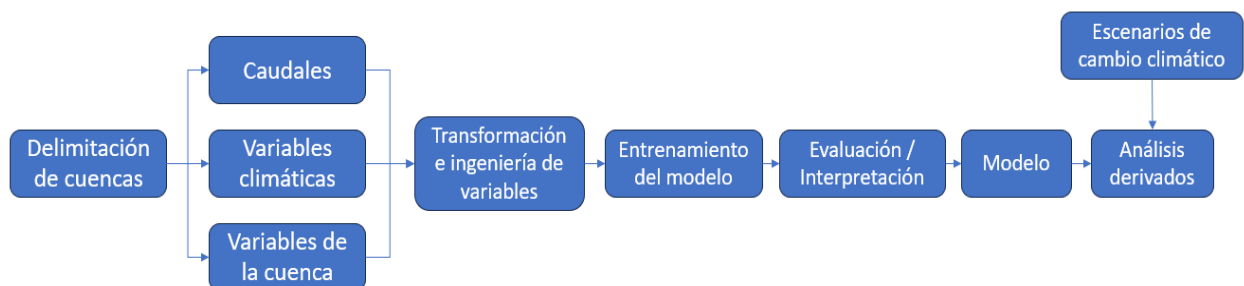 Delimitación
de cuencas
Caudales
Variables
climáticas
Variables de
la cuenca
Transformación
e ingeniería de
variables
Entrenamiento
del modelo
Evaluación /
Interpretación
Modelo
Escenarios de
cambio climático
Análisis
derivados